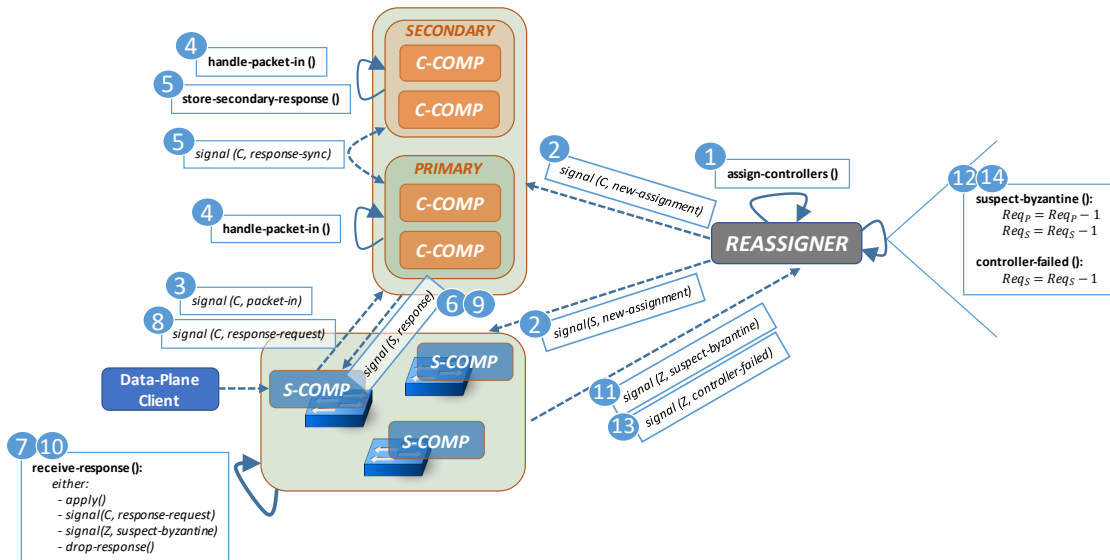 SECONDARY
C-COMP
C-COMP
4
handle-packet-in ()
5
store-secondary-response ()
5
signal (C, response-sync)
PRIMARY
C-COMP
C-COMP
4
handle-packet-in ()
2
signal (C, new-assignment)
1
assign-controllers ()
REASSIGNER
12 14
suspect-byzantine ():
Req_P = Req_P − 1
Req_S = Req_S − 1
controller-failed ():
Req_S = Req_S − 1
3
signal (C, packet-in)
8
signal (C, response-request)
6 9
signal (S, response)
2
signal(S, new-assignment)
11
signal (Z, suspect-byzantine)
13
signal (Z, controller-failed)
Data-Plane
Client
S-COMP
S-COMP
S-COMP
7 10
receive-response ():
either:
- apply()
- signal(C, response-request)
- signal(Z, suspect-byzantine)
- drop-response()